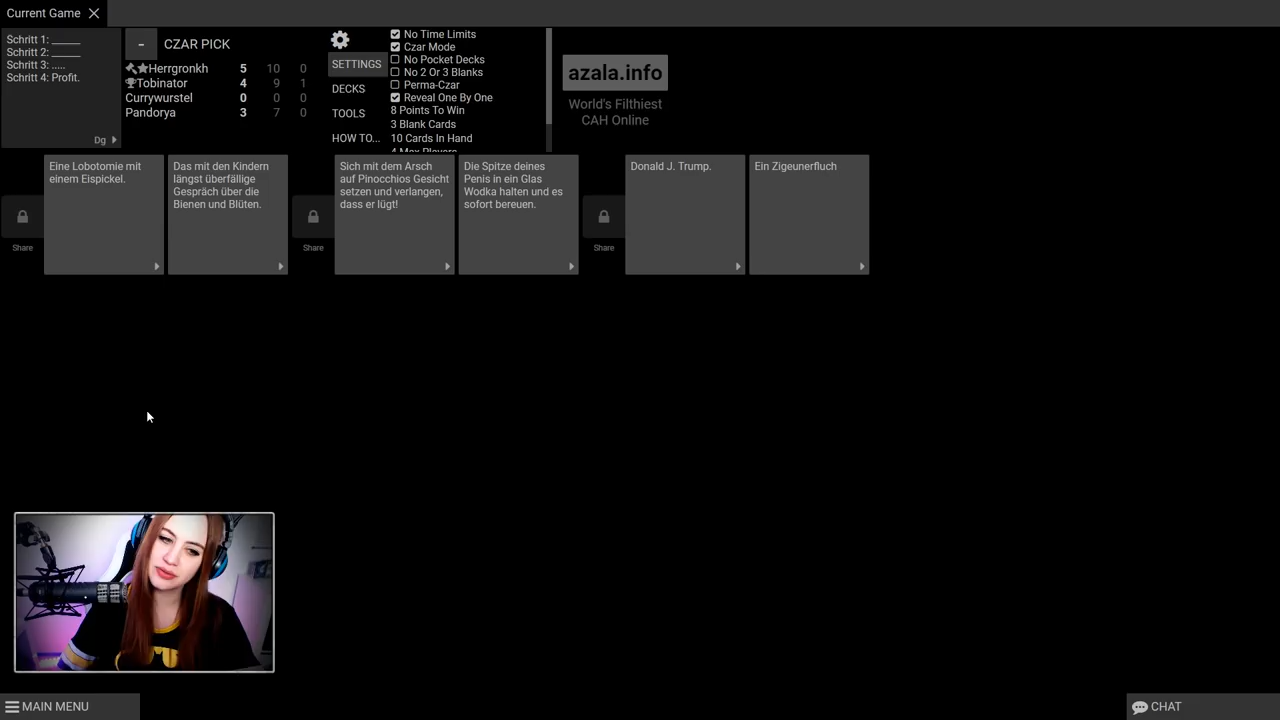 Current Game
Schritt 1: ______
Schritt 2: ______
Schritt 3: .....
Schritt 4: Profit.
Dg
-
CZAR PICK
Herrgronkh 5 10 0
Tobinator 4 9 1
Currywurstel 0 0 0
Pandorya 3 7 0
SETTINGS
DECKS
TOOLS
HOW TO...
No Time Limits
Czar Mode
No Pocket Decks
No 2 Or 3 Blanks
Perma-Czar
Reveal One By One
8 Points To Win
3 Blank Cards
10 Cards In Hand
4 Max Players
azala.info
World's Filthiest
CAH Online
Share
Eine Lobotomie mit
einem Eispickel.
Das mit den Kindern
längst überfällige
Gespräch über die
Bienen und Blüten.
Share
Sich mit dem Arsch
auf Pinocchios Gesicht
setzen und verlangen,
dass er lügt!
Die Spitze deines
Penis in ein Glas
Wodka halten und es
sofort bereuen.
Share
Donald J. Trump.
Ein Zigeunerfluch
MAIN MENU
CHAT